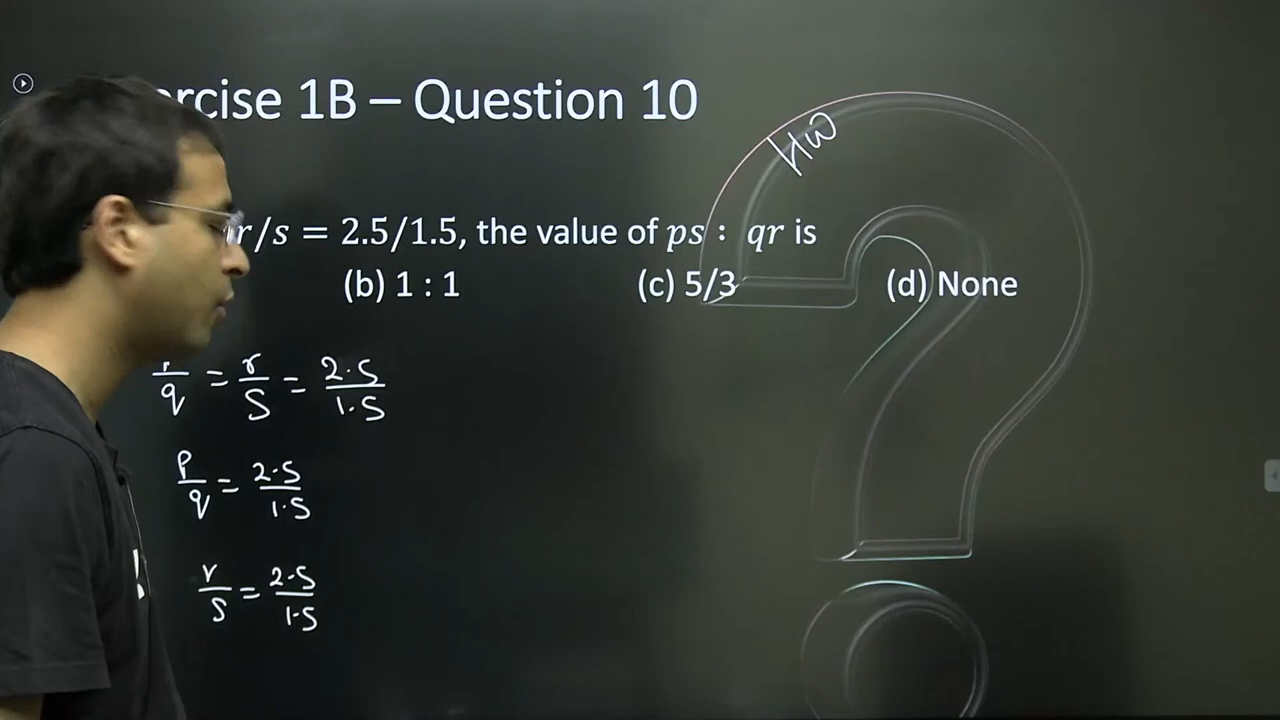 rcise 1B – Question 10
HW
r/s = 2.5/1.5, the value of ps : qr is
(b) 1 : 1 (c) 5/3 (d) None
q = r/s = 2.5/1.5
p/q = 2.5/1.5
r/s = 2.5/1.5